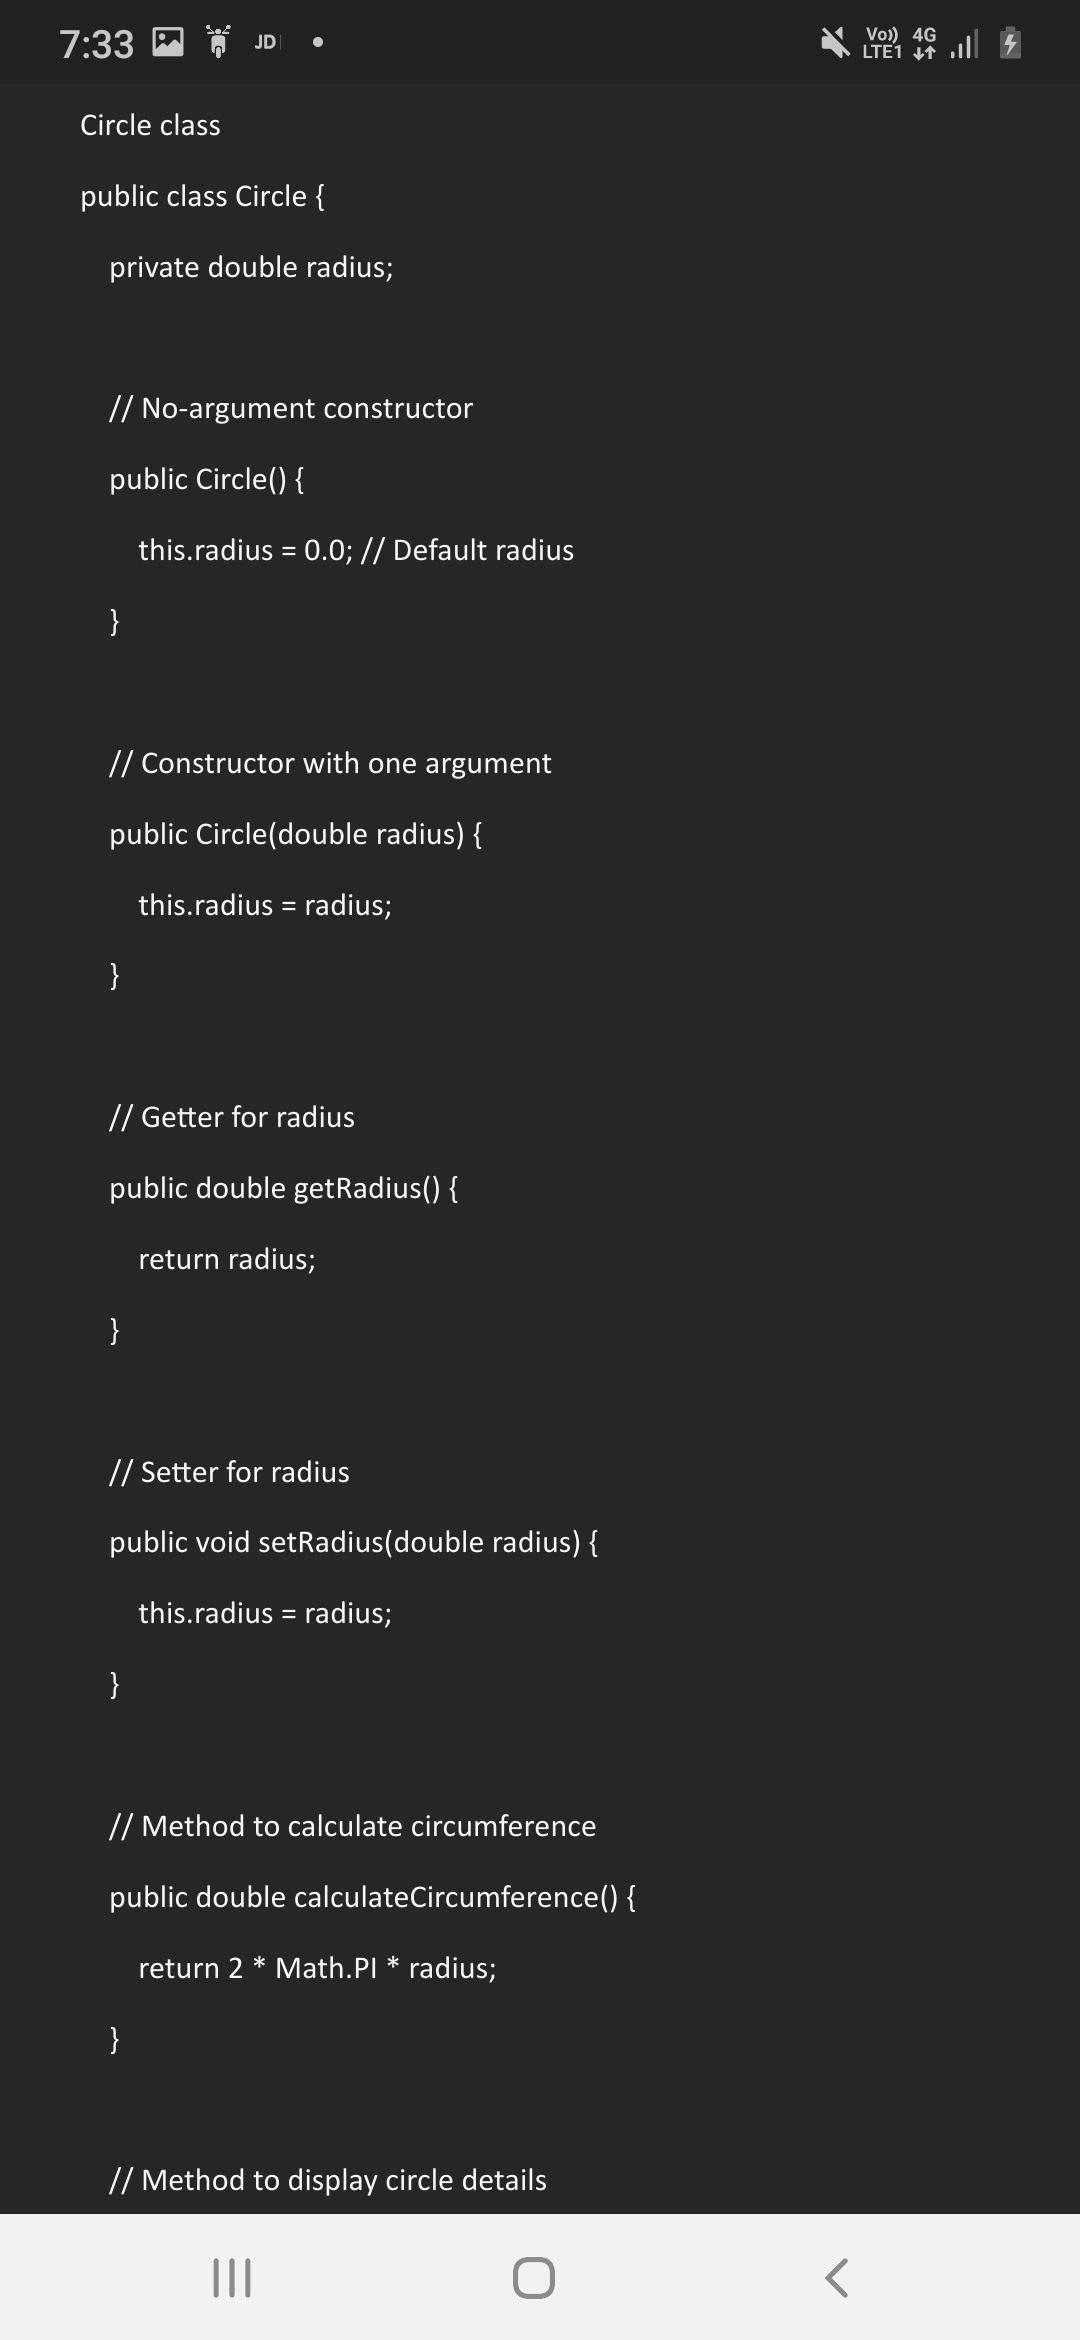 7:33 JD Vo)) LTE1 4G
Circle class
public class Circle {
private double radius;
// No-argument constructor
public Circle() {
this.radius = 0.0; // Default radius
}
// Constructor with one argument
public Circle(double radius) {
this.radius = radius;
}
// Getter for radius
public double getRadius() {
return radius;
}
// Setter for radius
public void setRadius(double radius) {
this.radius = radius;
}
// Method to calculate circumference
public double calculateCircumference() {
return 2 * Math.PI * radius;
}
// Method to display circle details